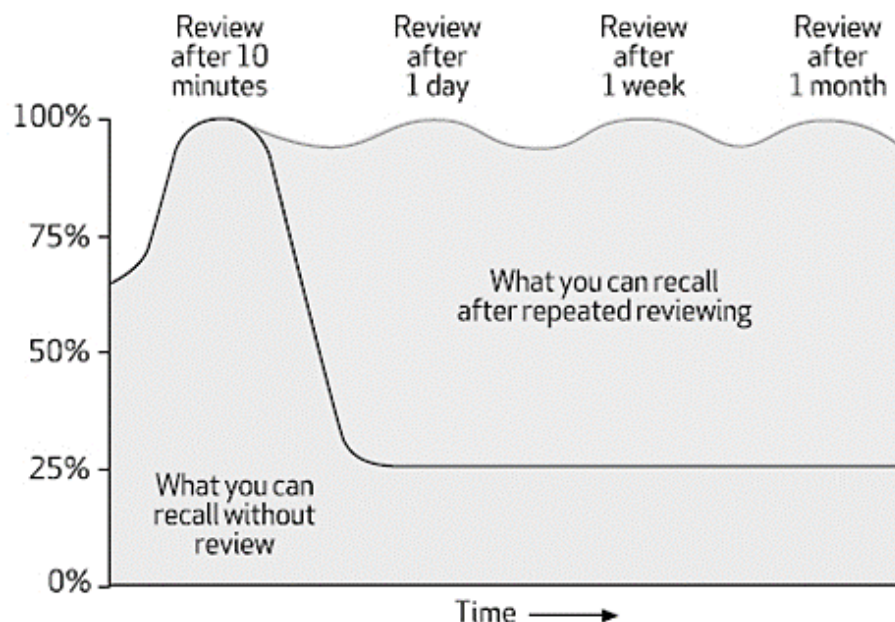 Review
after 10
minutes
Review
after
1 day
Review
after
1 week
Review
after
1 month
100%
75%
50%
25%
0%
What you can recall
after repeated reviewing
What you can
recall without
review
Time